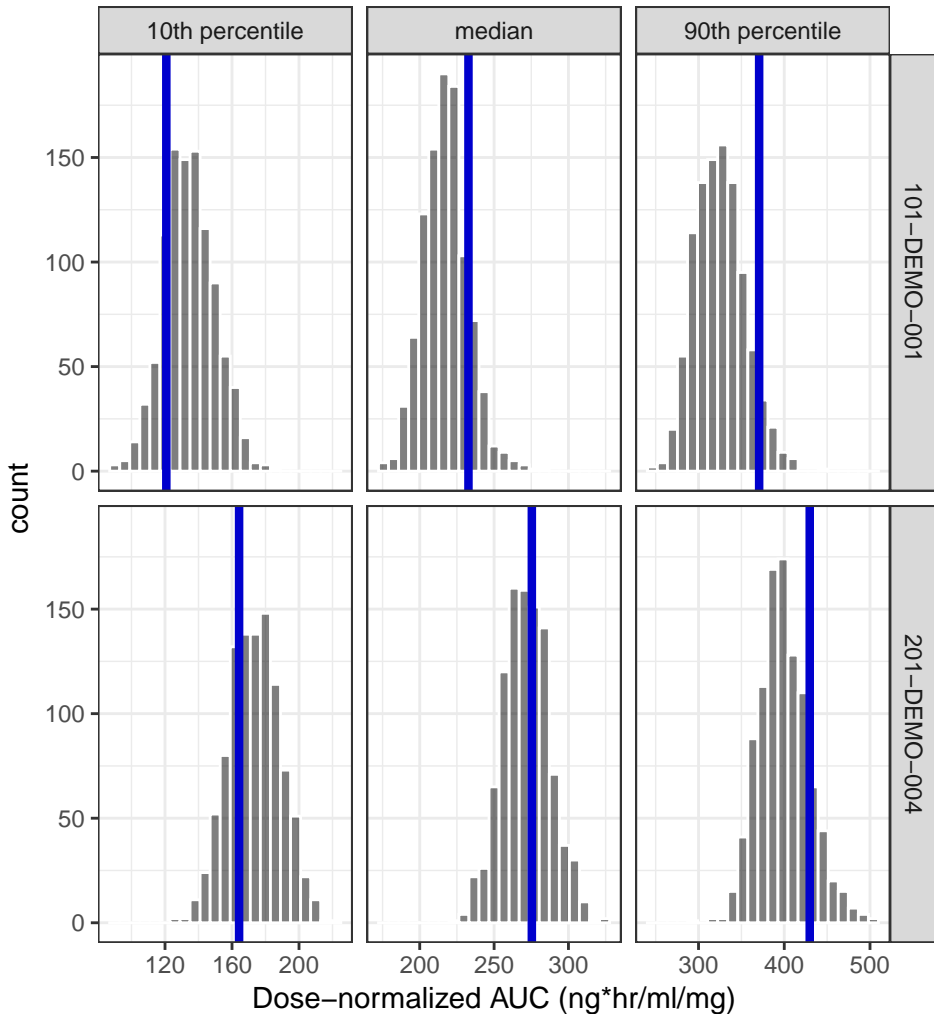 10th percentile
median
90th percentile
101−DEMO−001
201−DEMO−004
count
150
100
50
0
150
100
50
0
120 160 200
200 250 300
300 400 500
Dose−normalized AUC (ng*hr/ml/mg)